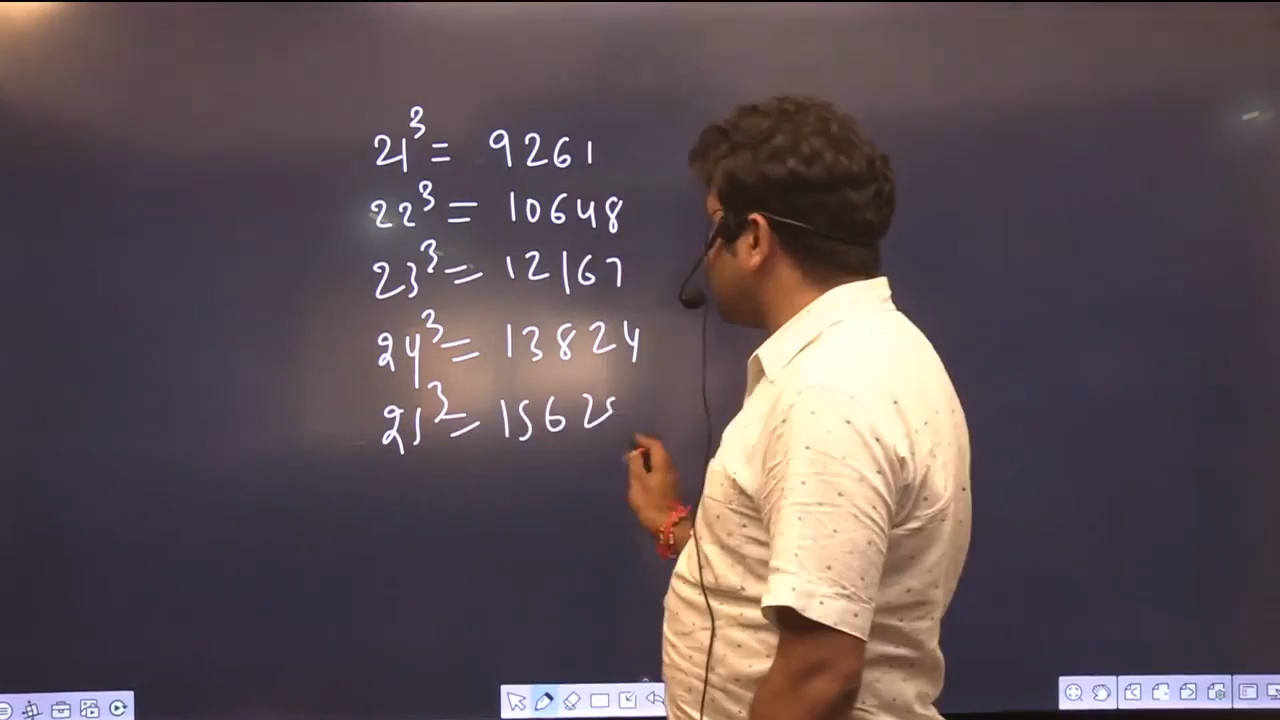 21³ = 9261
22³ = 10648
23³ = 12167
24³ = 13824
25³ = 15625